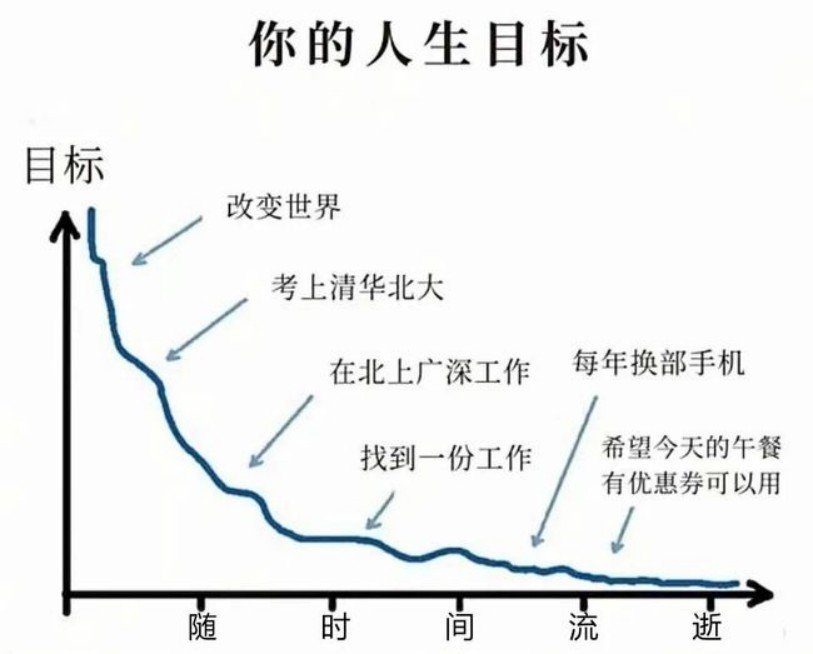 你的人生目标
目标
改变世界
考上清华北大
在北上广深工作
每年换部手机
找到一份工作
希望今天的午餐
有优惠券可以用
随时间流逝